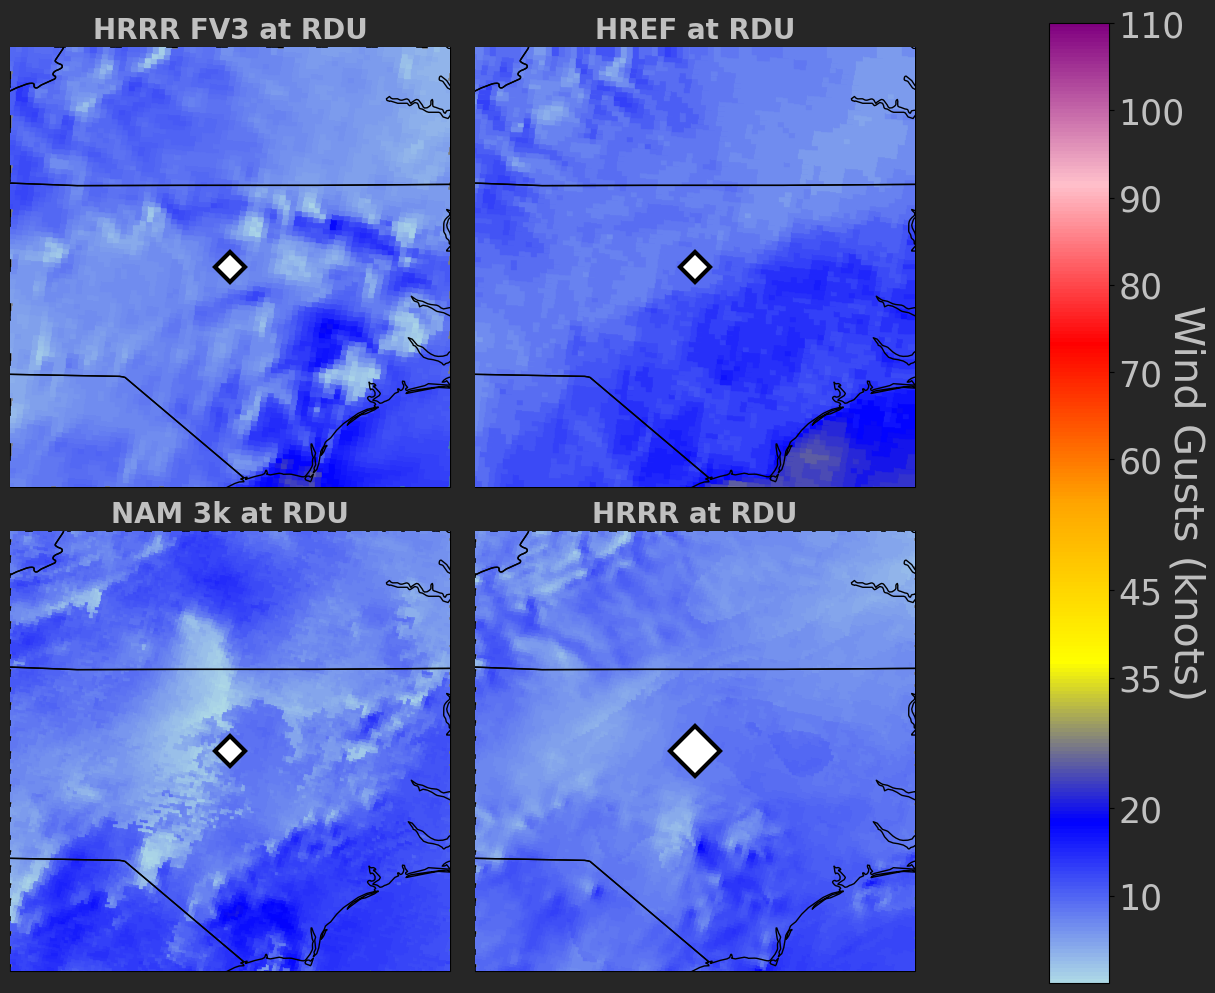 HRRR FV3 at RDU
HREF at RDU
NAM 3k at RDU
HRRR at RDU
110
100
90
80
70
60
45
35
20
10
Wind Gusts (knots)